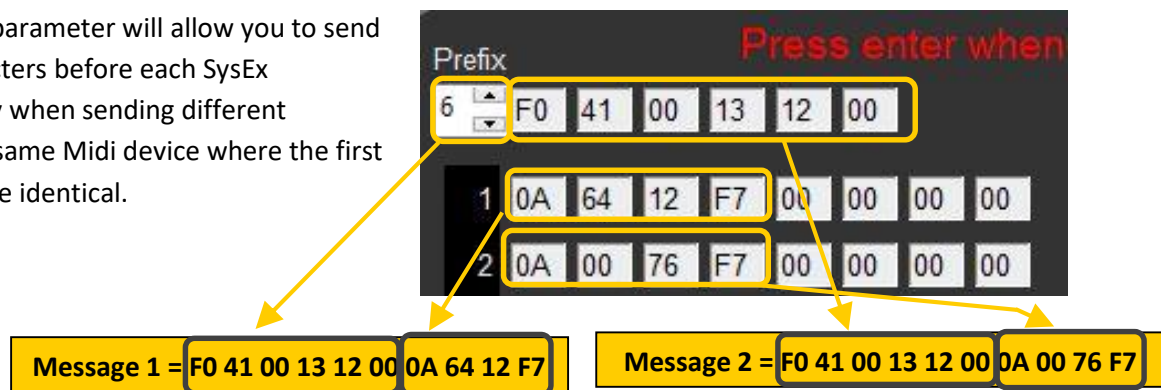 parameter will allow you to send
ters before each SysEx
when sending different
same Midi device where the first
e identical.
Press enter when
Prefix
6 F0 41 00 13 12 00
1 0A 64 12 F7 00 00 00 00
2 0A 00 76 F7 00 00 00 00
Message 1 = F0 41 00 13 12 00 0A 64 12 F7
Message 2 = F0 41 00 13 12 00 0A 00 76 F7